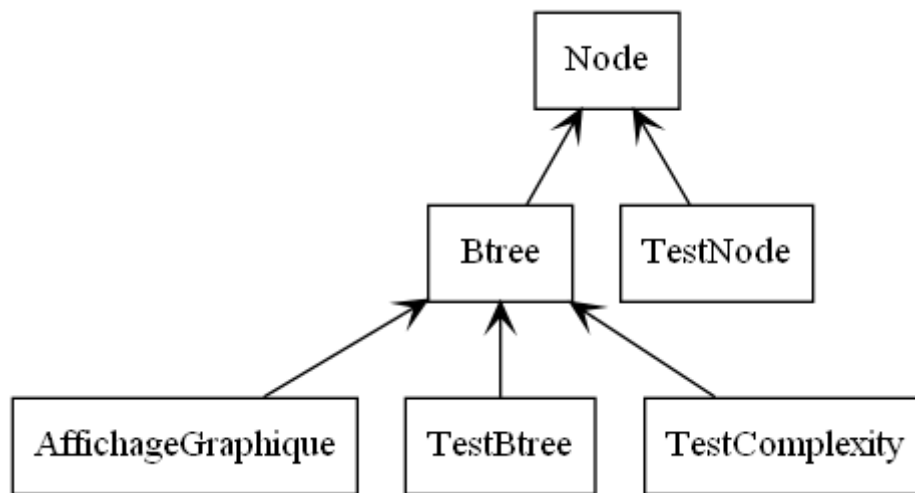 Node
Btree
TestNode
AffichageGraphique
TestBtree
TestComplexity